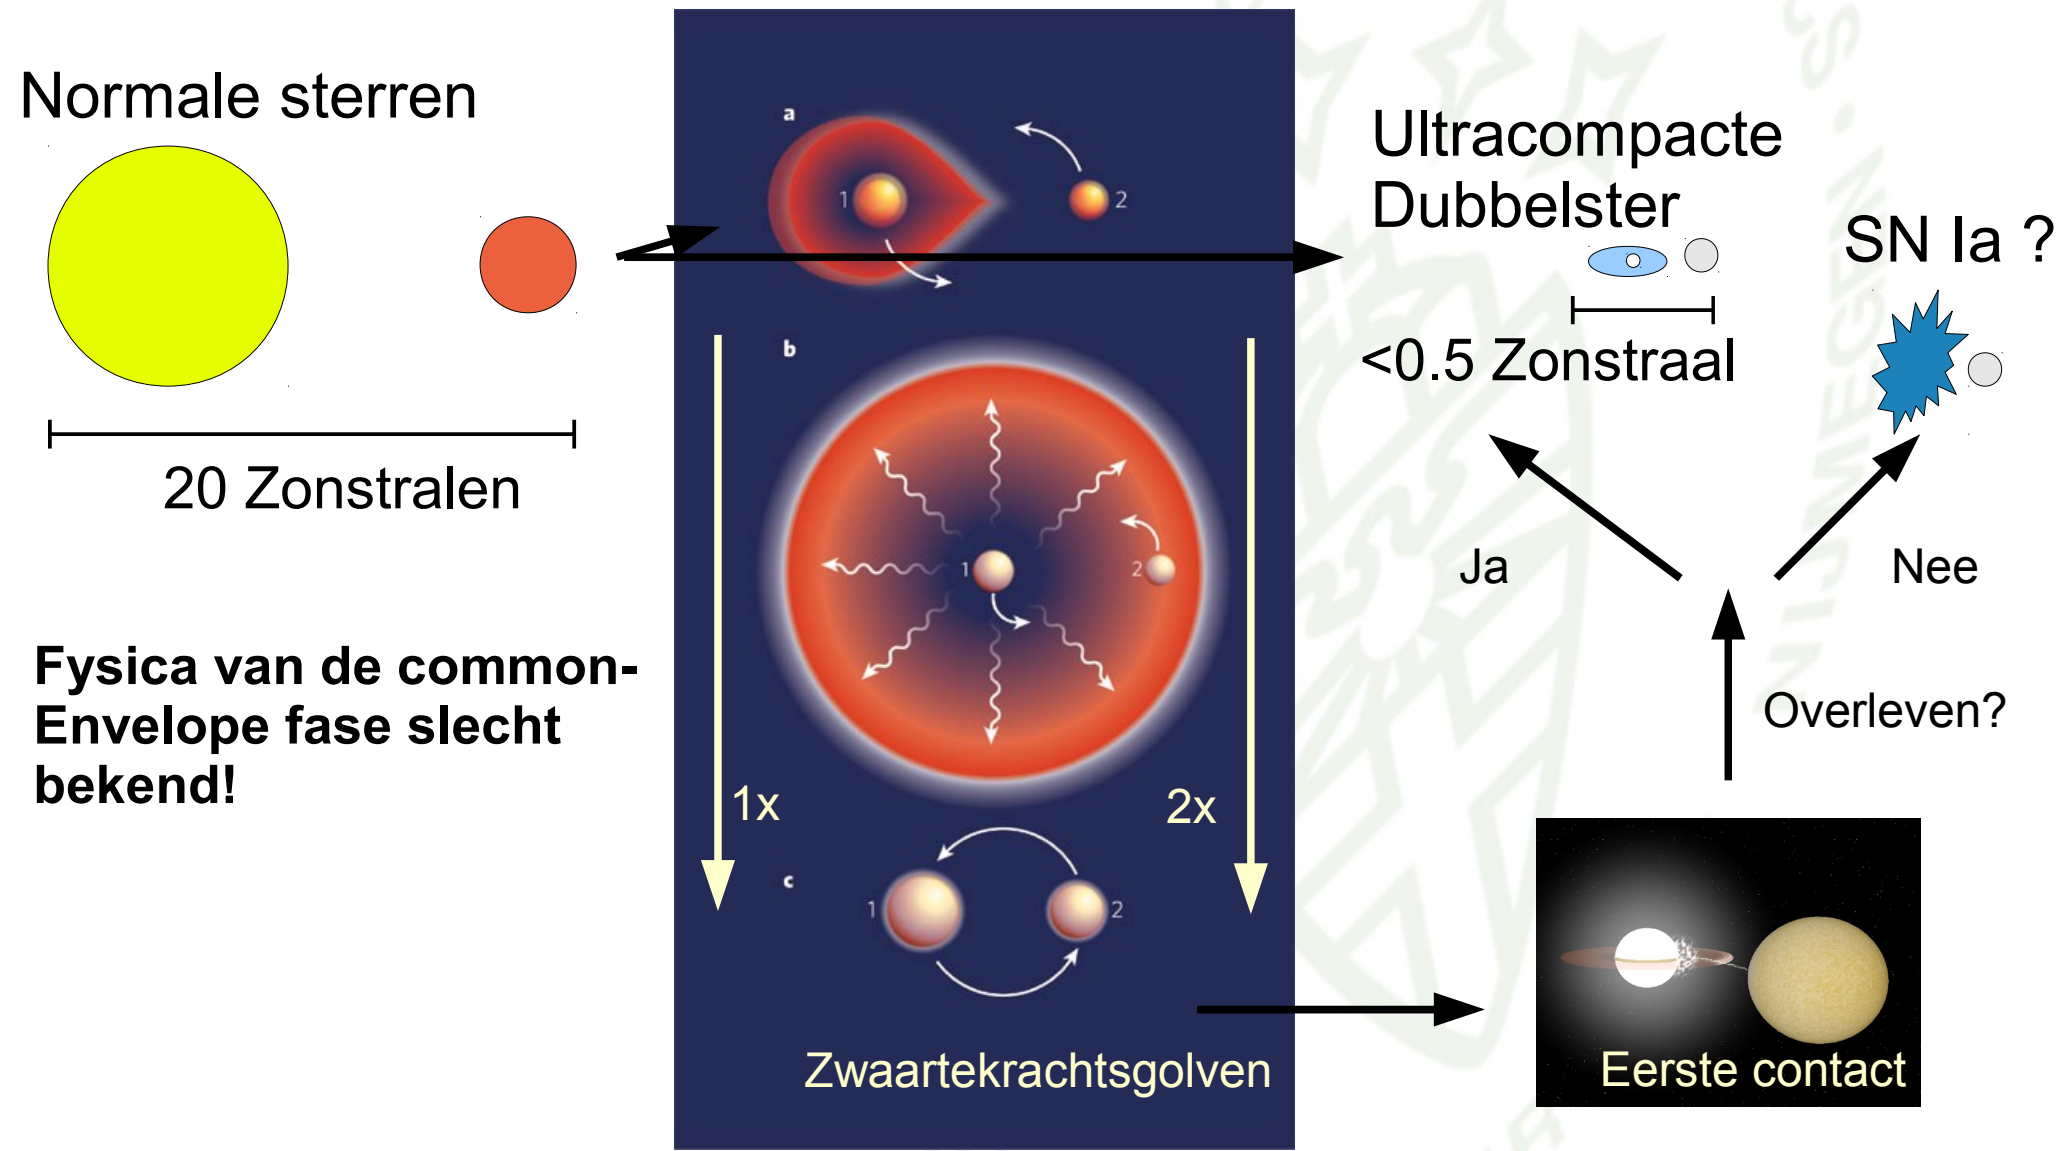 Normale sterren
20 Zonstralen
Fysica van de common-
Envelope fase slecht
bekend!
a
1
2
b
1
2
1x
2x
c
1
2
Zwaartekrachtsgolven
Ultracompacte
Dubbelster
<0.5 Zonstraal
SN Ia ?
Ja
Nee
Overleven?
Eerste contact
NIJMEGEN • S